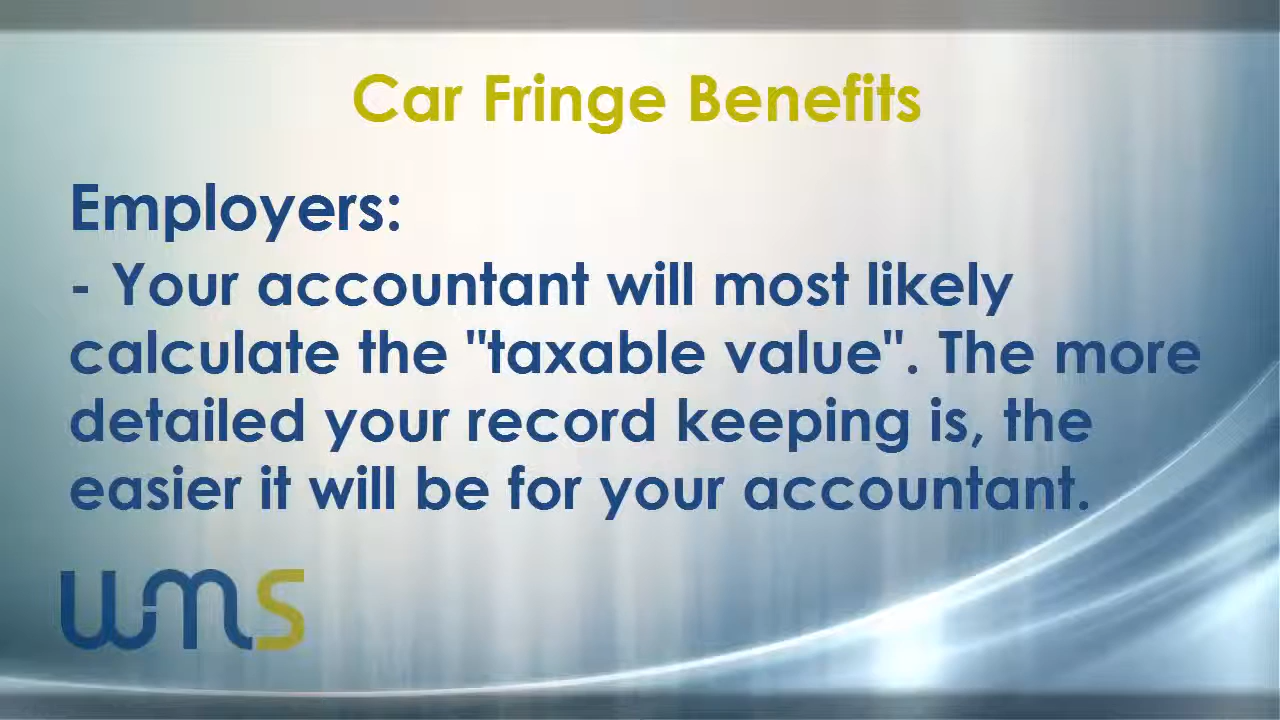 Car Fringe Benefits
Employers:
- Your accountant will most likely
calculate the "taxable value". The more
detailed your record keeping is, the
easier it will be for your accountant.
wms